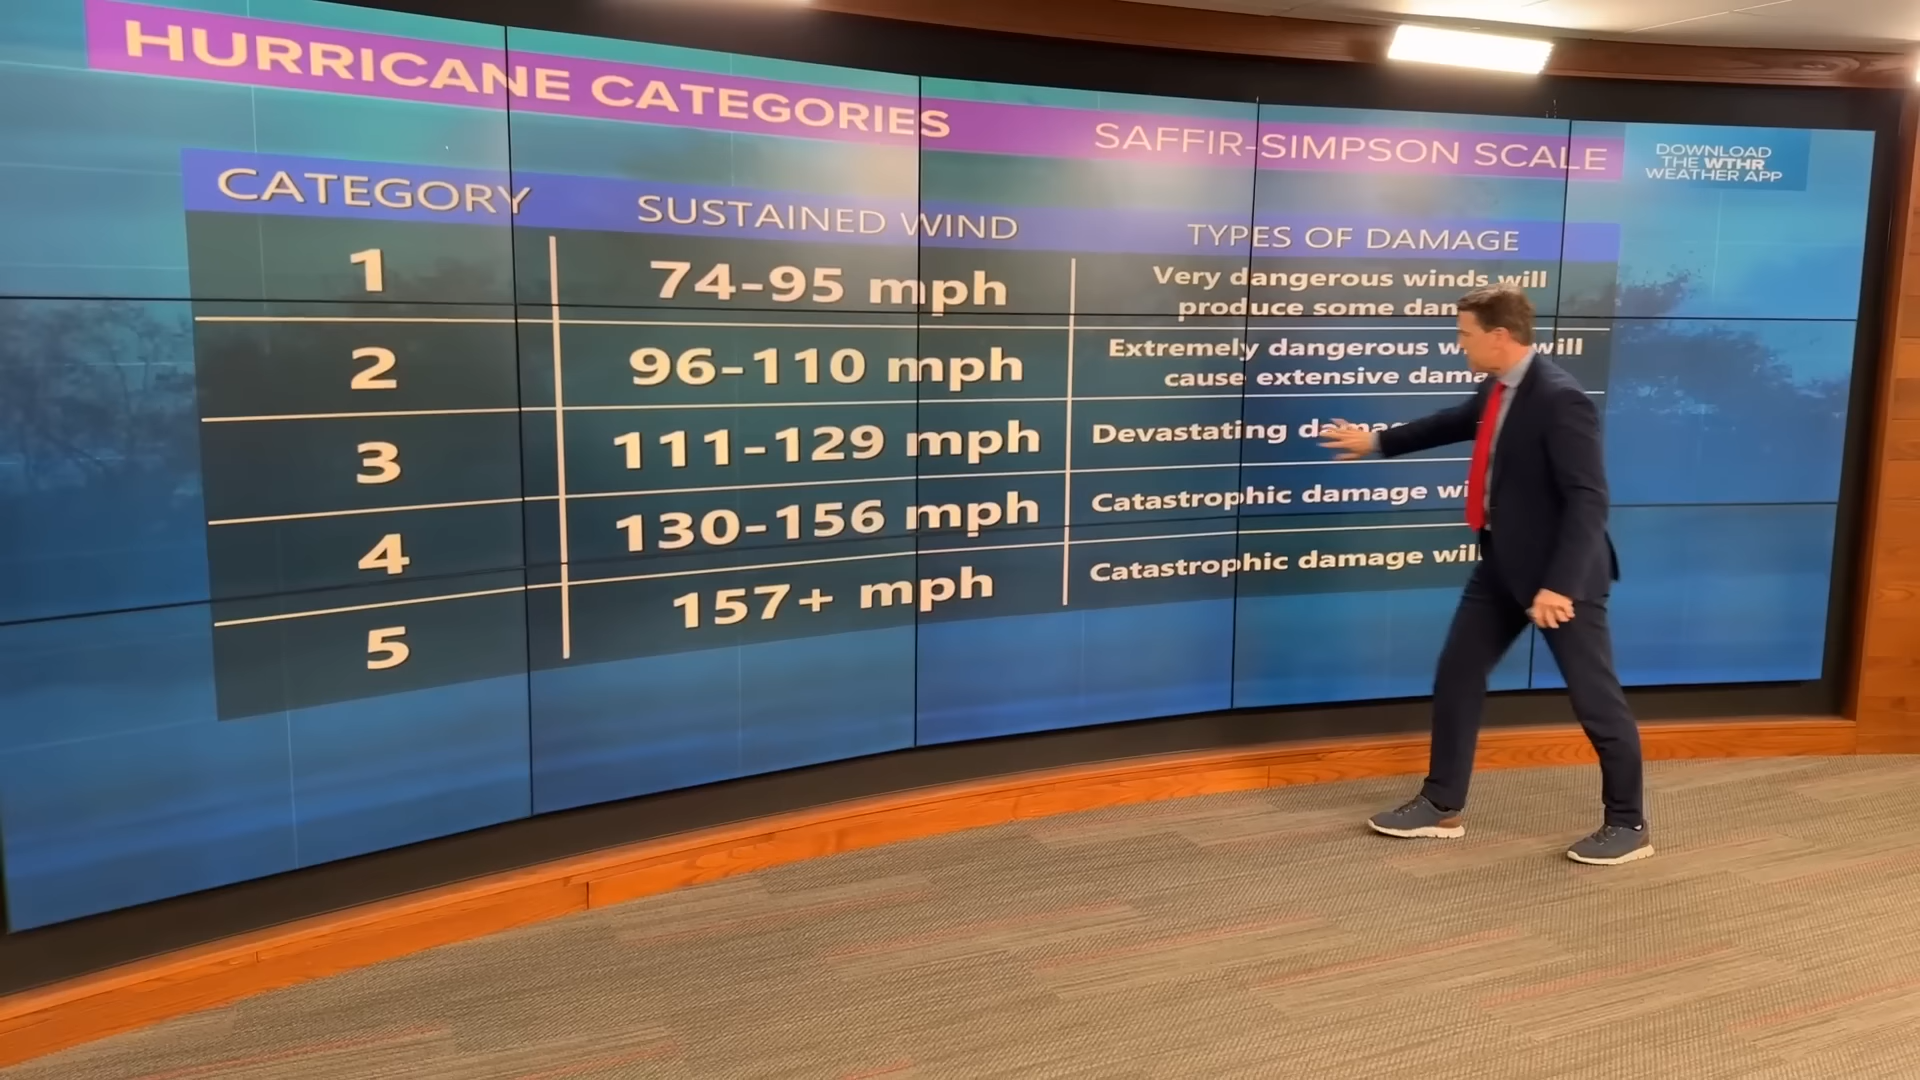 HURRICANE CATEGORIES
SAFFIR-SIMPSON SCALE
DOWNLOAD
THE WTHR
WEATHER APP
CATEGORY SUSTAINED WIND TYPES OF DAMAGE
1 74-95 mph Very dangerous winds will
produce some
2 96-110 mph Extremely dangerous will
cause extensive
3 111-129 mph Devastating
4 130-156 mph Catastrophic damage
5 157+ mph Catastrophic damage will